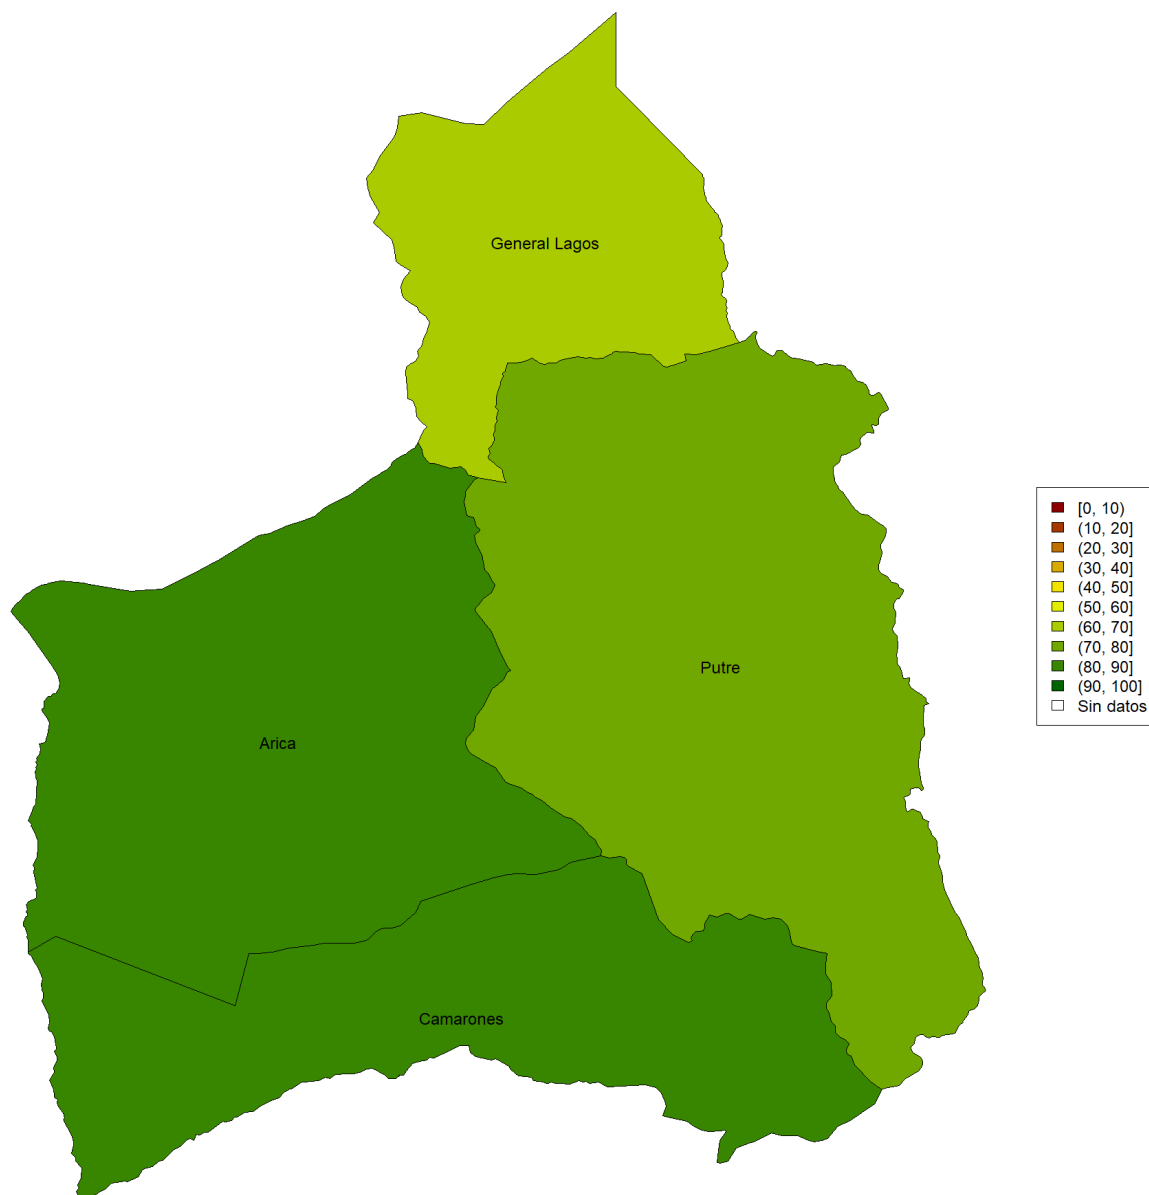 General Lagos
Putre
Arica
Camarones
[0, 10)
(10, 20]
(20, 30]
(30, 40]
(40, 50]
(50, 60]
(60, 70]
(70, 80]
(80, 90]
(90, 100]
Sin datos